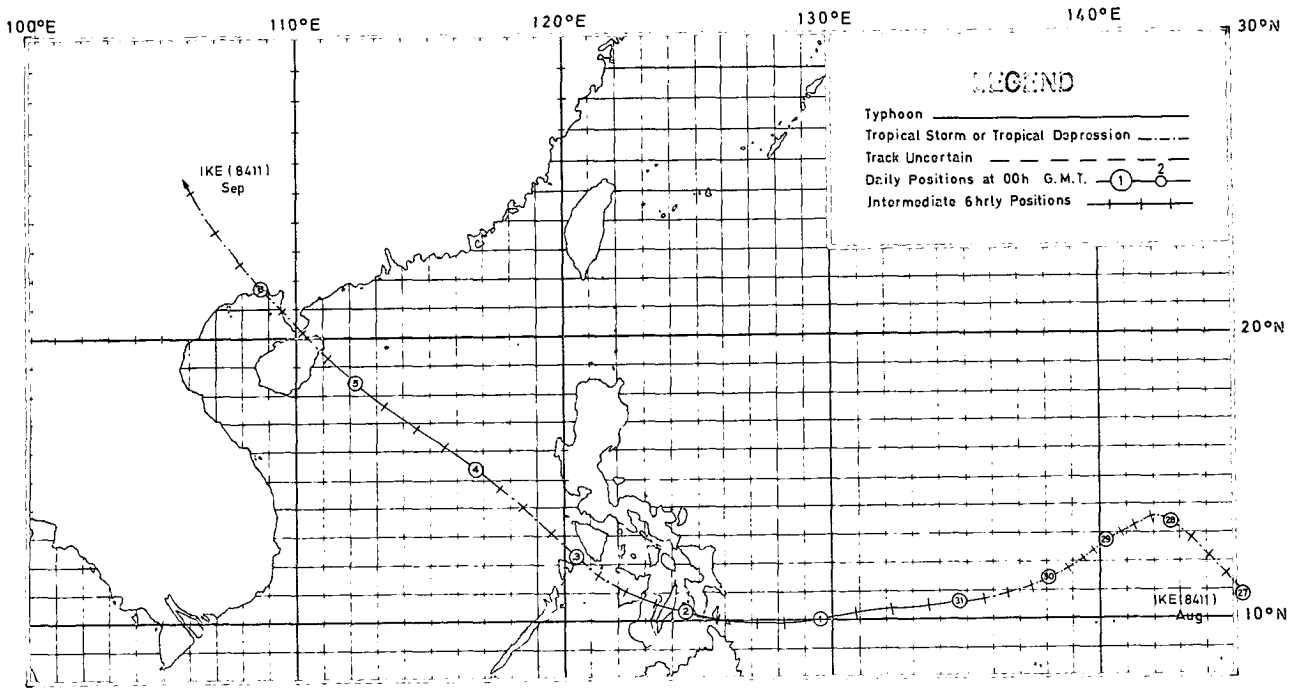 100°E 110°E 120°E 130°E 140°E
30°N
LEGEND
Typhoon
Tropical Storm or Tropical Depression
Track Uncertain
Daily Positions at 00h G.M.T. 1 2
Intermediate 6hrly Positions
IKE (8411)
Sep
20°N
5
4
3
2
1
31
30
29
28
27
IKE (8411)
Aug
10°N